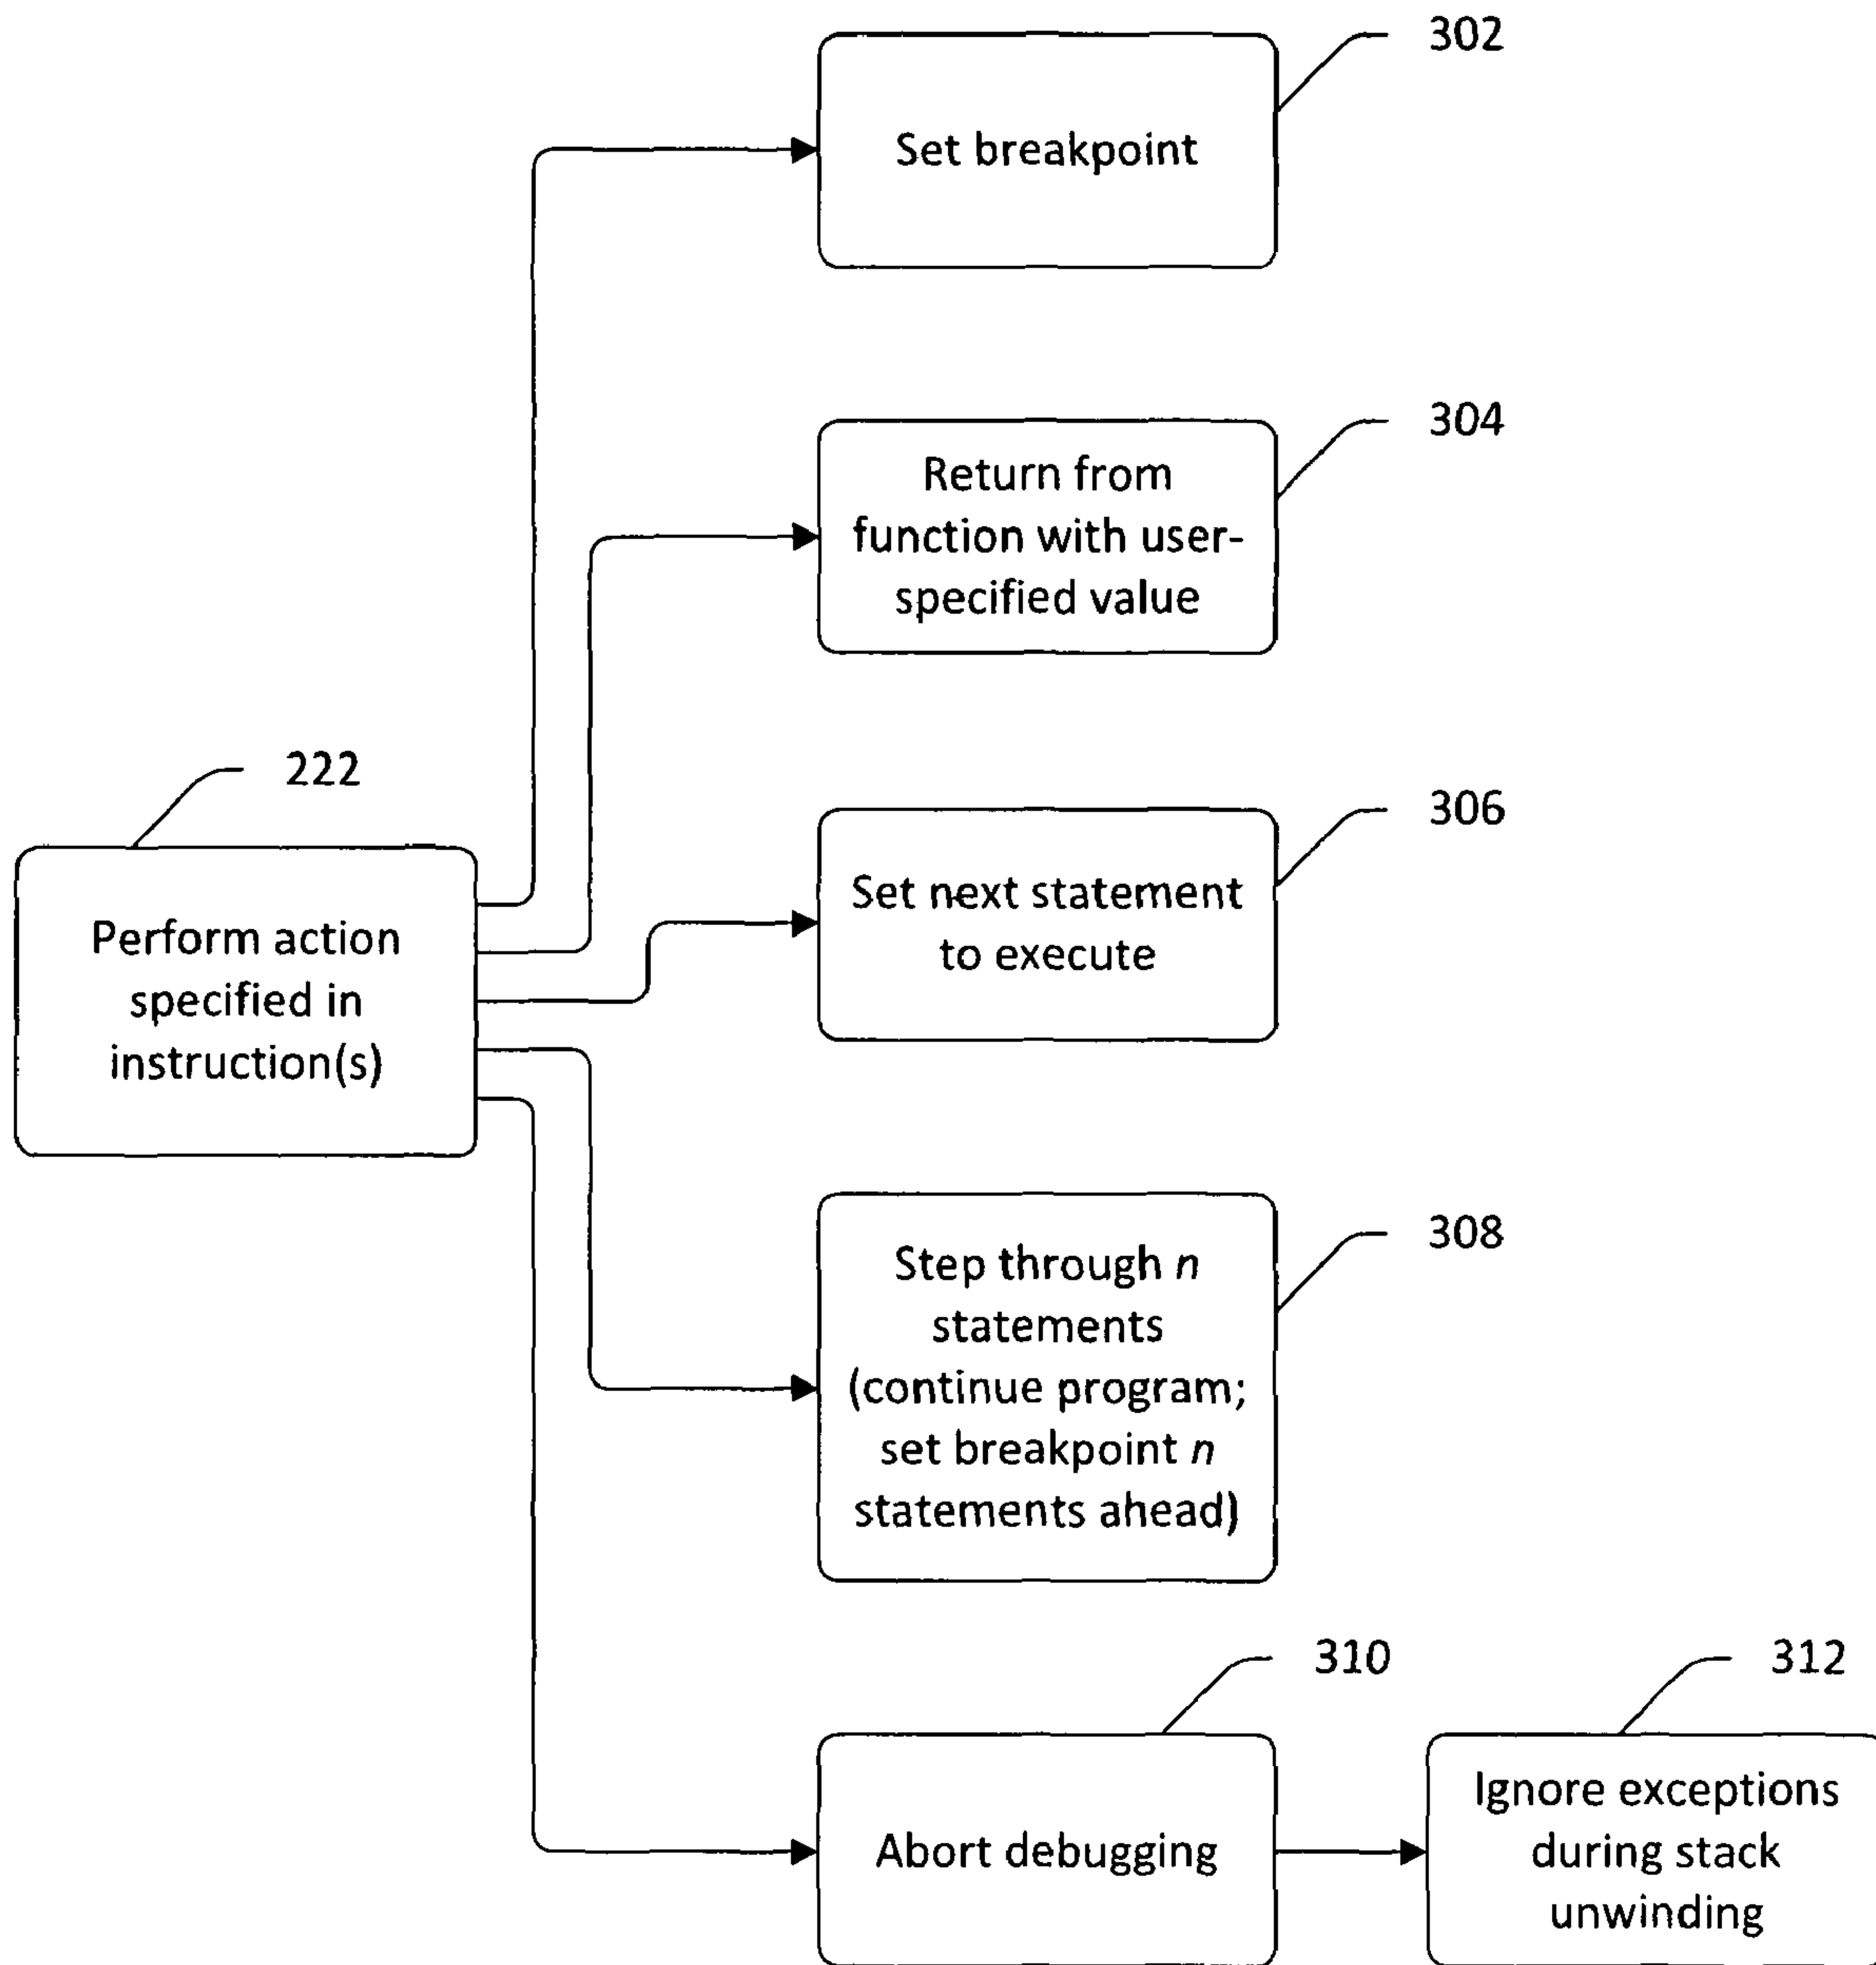 302
Set breakpoint
304
Return from
function with user-
specified value
222
306
Perform action
specified in
instruction(s)
Set next statement
to execute
308
Step through n
statements
(continue program;
set breakpoint n
statements ahead)
310
312
Abort debugging
Ignore exceptions
during stack
unwinding